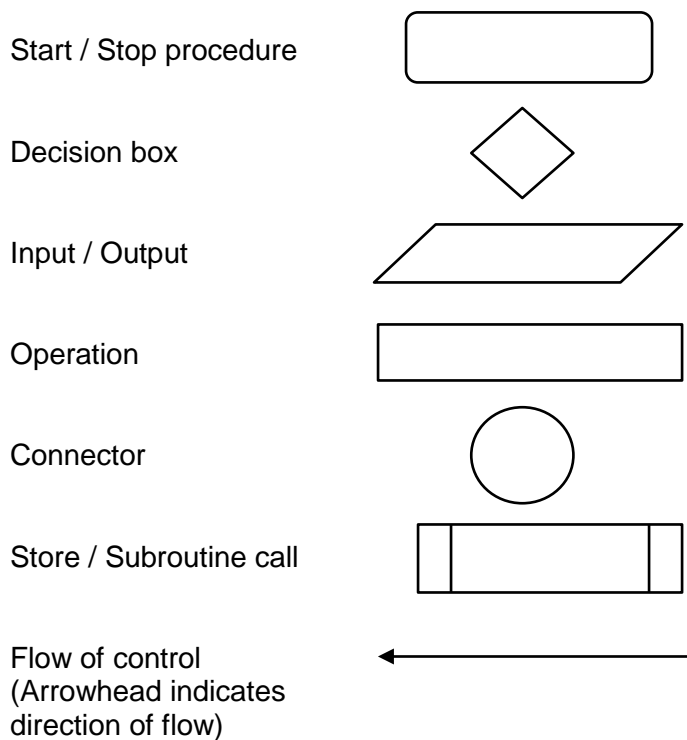 Start / Stop procedure
Decision box
Input / Output
Operation
Connector
Store / Subroutine call
Flow of control
(Arrowhead indicates
direction of flow)